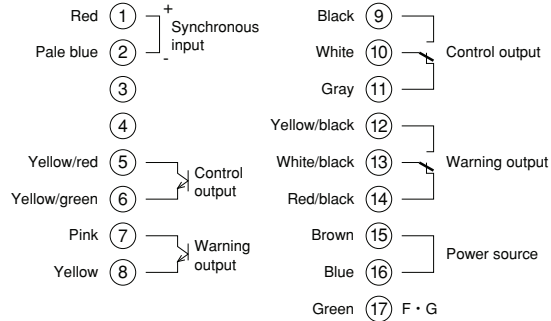 Red 1 +
Synchronous
input
Pale blue 2 -
3
4
Yellow/red 5
Control
output
Yellow/green 6
Pink 7
Warning
output
Yellow 8
Black 9
White 10 Control output
Gray 11
Yellow/black 12
White/black 13 Warning output
Red/black 14
Brown 15
Power source
Blue 16
Green 17 F・G